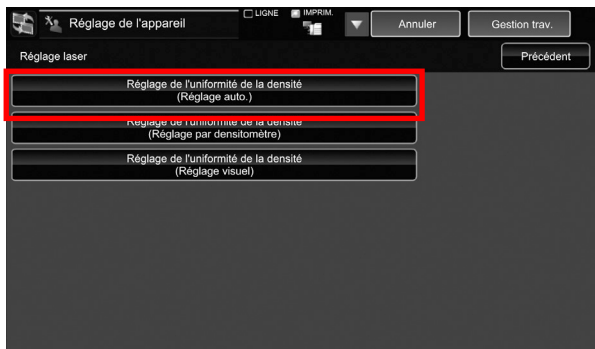 Réglage de l'appareil
LIGNE
IMPRIM.
Annuler
Gestion trav.
Réglage laser
Précédent
Réglage de l'uniformité de la densité
(Réglage auto.)
Réglage de l'uniformité de la densité
(Réglage par densitomètre)
Réglage de l'uniformité de la densité
(Réglage visuel)